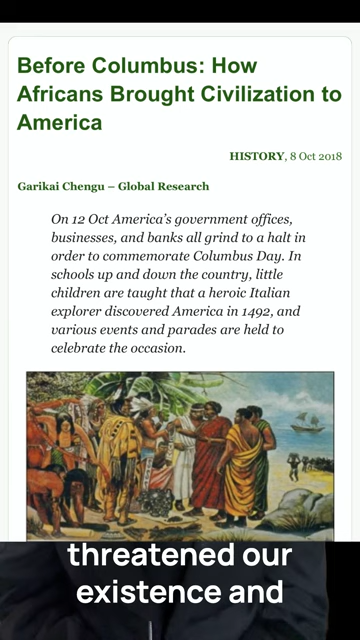 Before Columbus: How
Africans Brought Civilization to
America
HISTORY, 8 Oct 2018
Garikai Chengu – Global Research
On 12 Oct America's government offices,
businesses, and banks all grind to a halt in
order to commemorate Columbus Day. In
schools up and down the country, little
children are taught that a heroic Italian
explorer discovered America in 1492, and
various events and parades are held to
celebrate the occasion.
threatened our
existence and